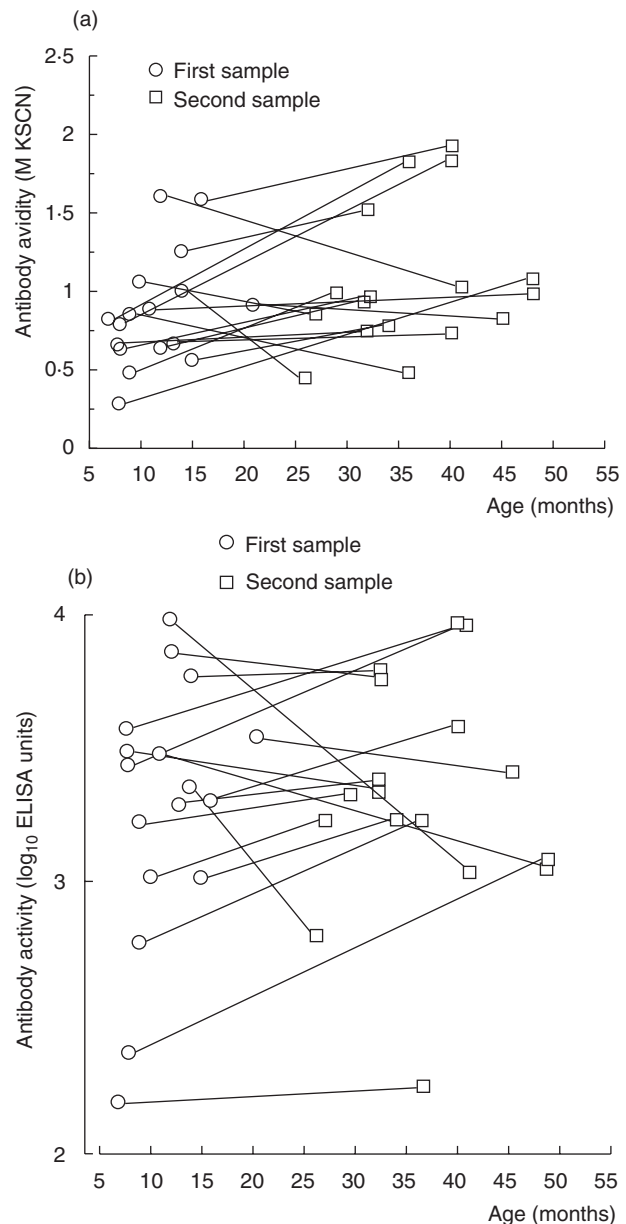 (a)
2·5
2
1·5
1
0·5
0
Antibody avidity (M KSCN)
First sample
Second sample
5 10 15 20 25 30 35 40 45 50 55
Age (months)
First sample
(b)
Second sample
4
3
2
Antibody activity (log₁₀ ELISA units)
5 10 15 20 25 30 35 40 45 50 55
Age (months)